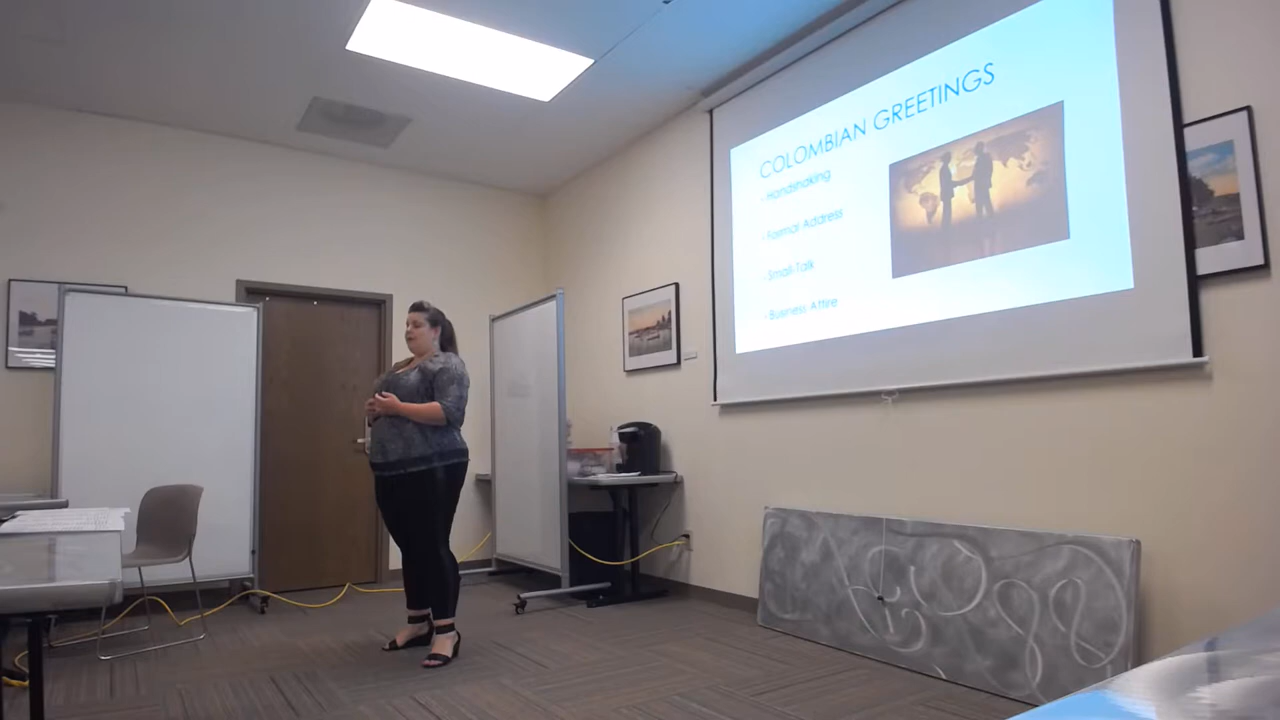 COLOMBIAN GREETINGS
- Handshaking
- Formal Address
- Small-Talk
- Business Attire